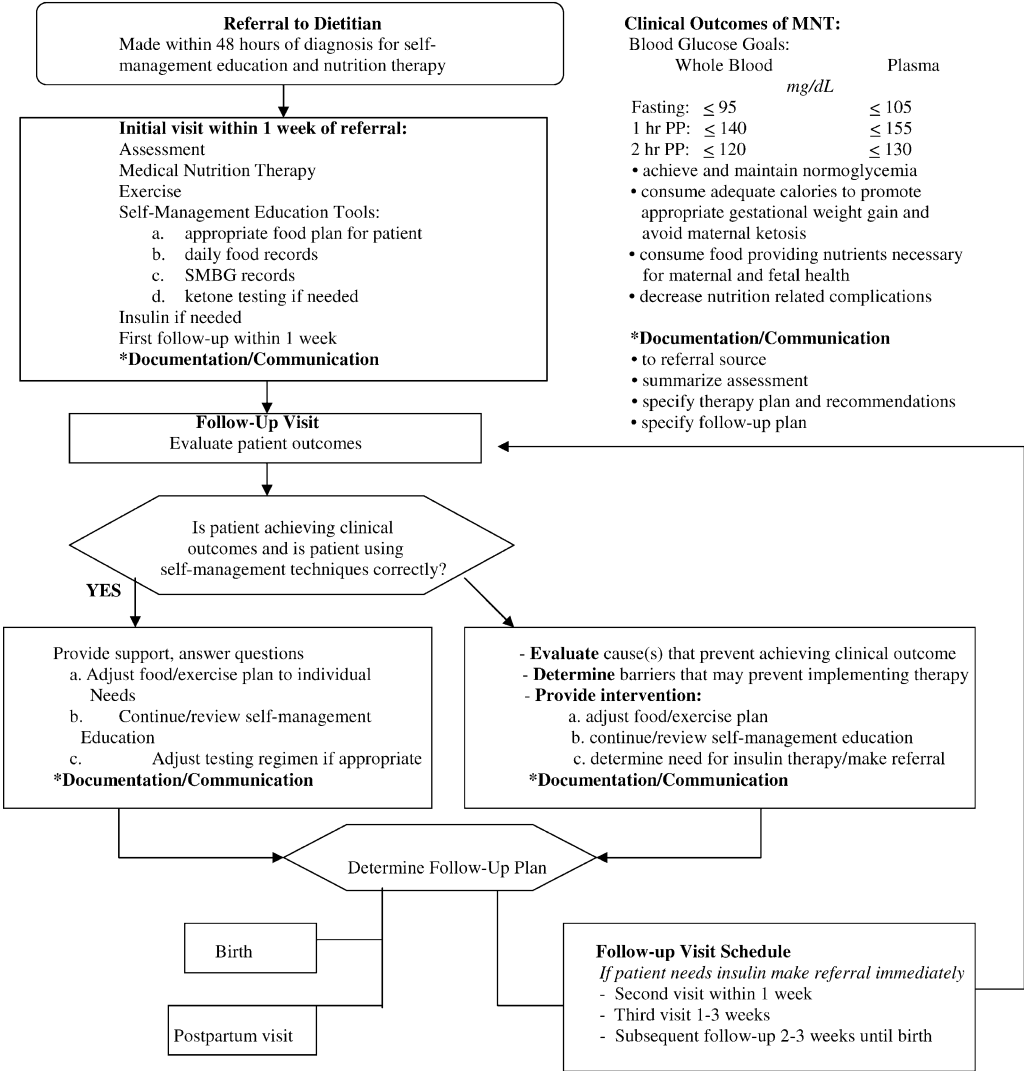 Referral to Dietitian
Made within 48 hours of diagnosis for self-
management education and nutrition therapy
Initial visit within 1 week of referral:
Assessment
Medical Nutrition Therapy
Exercise
Self-Management Education Tools:
a. appropriate food plan for patient
b. daily food records
c. SMBG records
d. ketone testing if needed
Insulin if needed
First follow-up within 1 week
*Documentation/Communication
Clinical Outcomes of MNT:
Blood Glucose Goals:
Whole Blood Plasma
mg/dL
Fasting: ≤ 95 ≤ 105
1 hr PP: ≤ 140 ≤ 155
2 hr PP: ≤ 120 ≤ 130
• achieve and maintain normoglycemia
• consume adequate calories to promote
appropriate gestational weight gain and
avoid maternal ketosis
• consume food providing nutrients necessary
for maternal and fetal health
• decrease nutrition related complications
*Documentation/Communication
• to referral source
• summarize assessment
• specify therapy plan and recommendations
• specify follow-up plan
Follow-Up Visit
Evaluate patient outcomes
Is patient achieving clinical
outcomes and is patient using
self-management techniques correctly?
YES
Provide support, answer questions
a. Adjust food/exercise plan to individual
Needs
b. Continue/review self-management
Education
c. Adjust testing regimen if appropriate
*Documentation/Communication
- Evaluate cause(s) that prevent achieving clinical outcome
- Determine barriers that may prevent implementing therapy
- Provide intervention:
a. adjust food/exercise plan
b. continue/review self-management education
c. determine need for insulin therapy/make referral
*Documentation/Communication
Determine Follow-Up Plan
Birth
Postpartum visit
Follow-up Visit Schedule
If patient needs insulin make referral immediately
- Second visit within 1 week
- Third visit 1-3 weeks
- Subsequent follow-up 2-3 weeks until birth